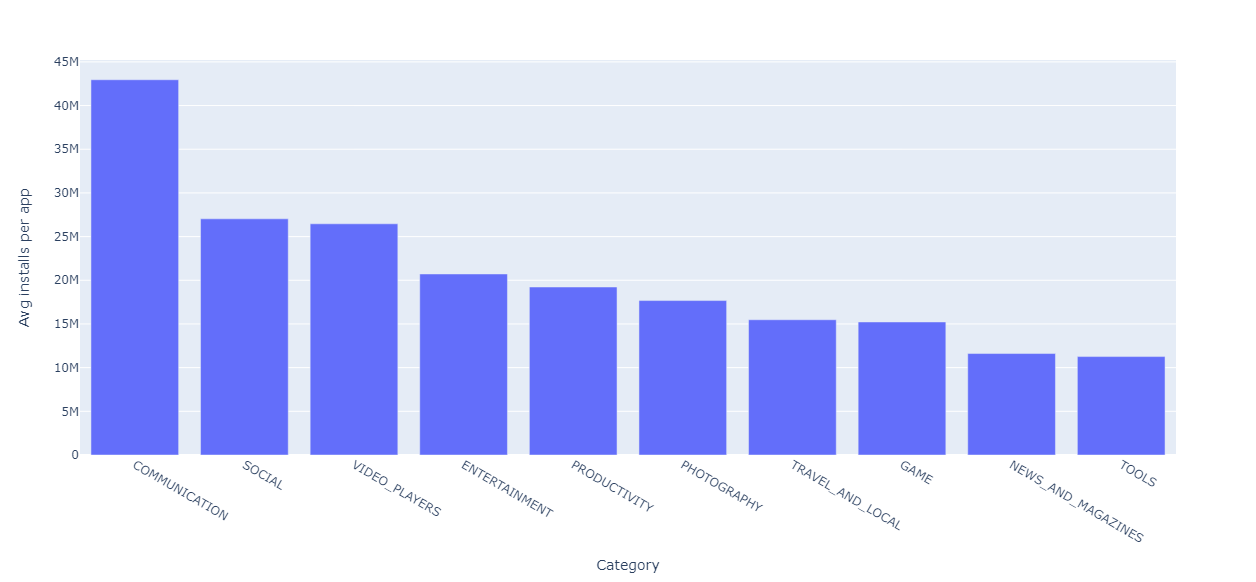 45M
40M
35M
30M
25M
20M
15M
10M
5M
0
Avg installs per app
COMMUNICATION
SOCIAL
VIDEO_PLAYERS
ENTERTAINMENT
PRODUCTIVITY
PHOTOGRAPHY
TRAVEL_AND_LOCAL
GAME
NEWS_AND_MAGAZINES
TOOLS
Category